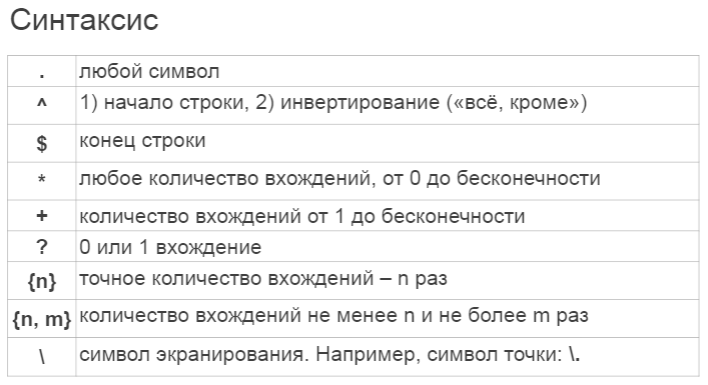 Синтаксис
. любой символ
^ 1) начало строки, 2) инвертирование («всё, кроме»)
$ конец строки
* любое количество вхождений, от 0 до бесконечности
+ количество вхождений от 1 до бесконечности
? 0 или 1 вхождение
{n} точное количество вхождений – n раз
{n, m} количество вхождений не менее n и не более m раз
\ символ экранирования. Например, символ точки: \.